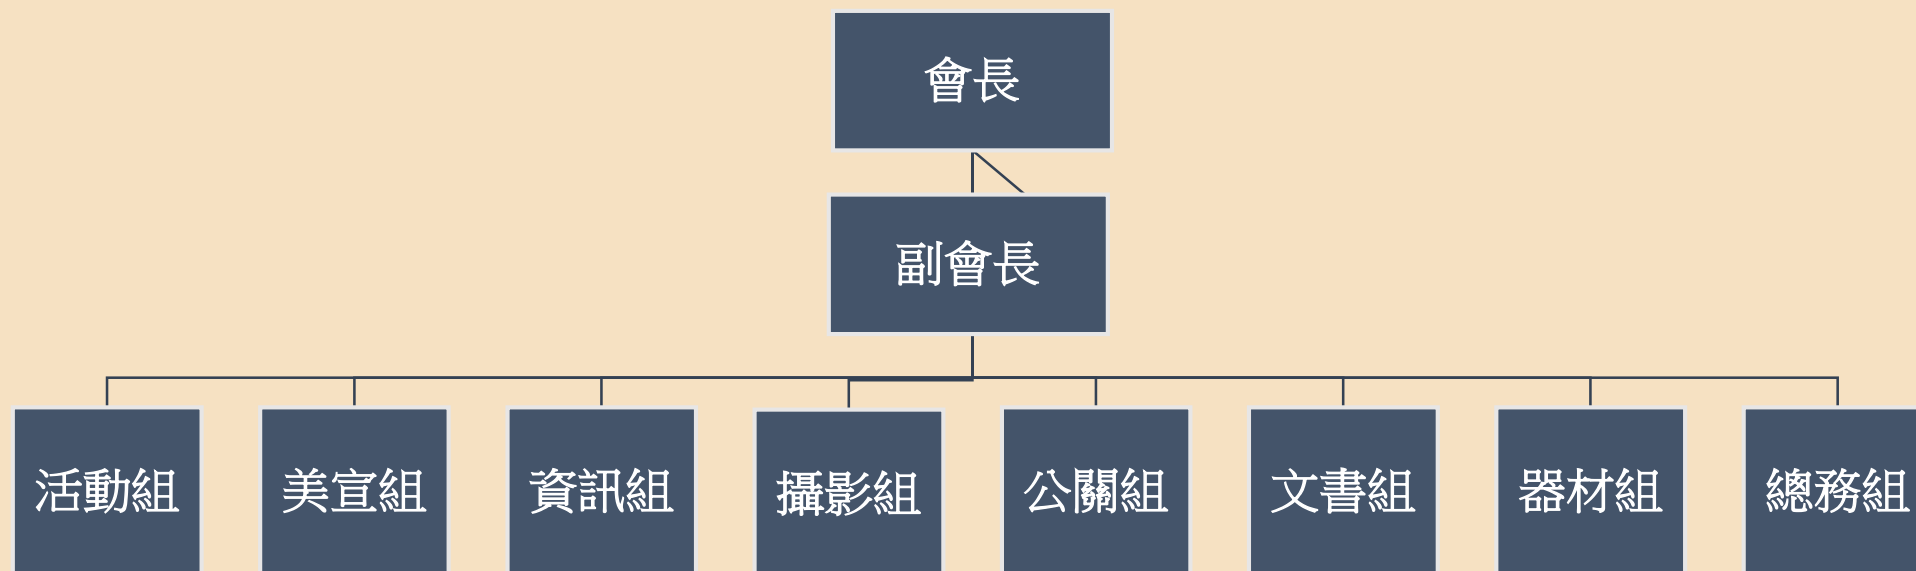 會長
副會長
活動組
美宣組
資訊組
攝影組
公關組
文書組
器材組
總務組